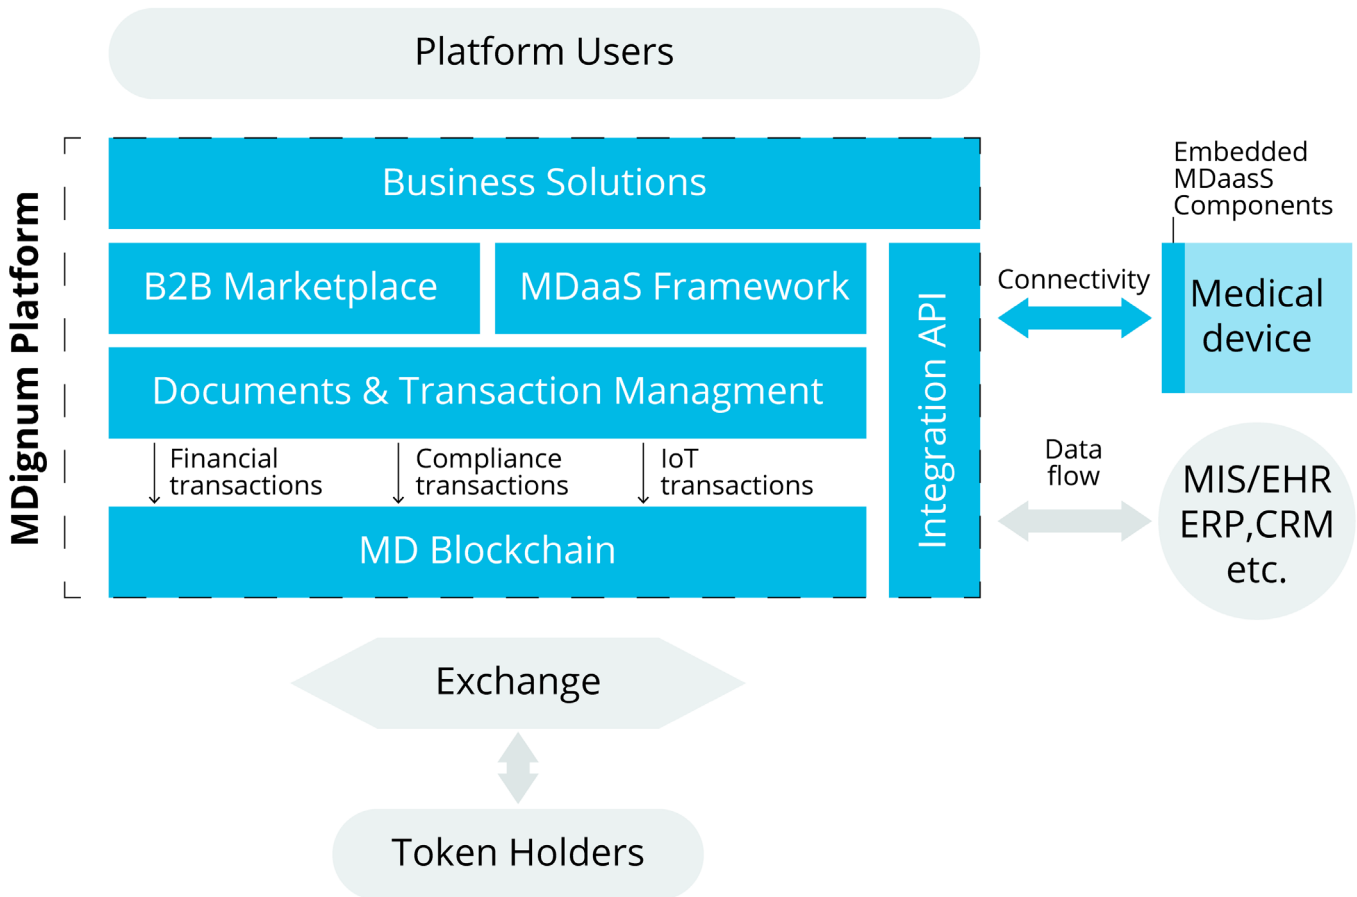 Platform Users
MDignum Platform
Business Solutions
B2B Marketplace
MDaaS Framework
Documents & Transaction Managment
Financial
transactions
Compliance
transactions
IoT
transactions
MD Blockchain
Integration API
Connectivity
Embedded
MDaasS
Components
Medical
device
Data
flow
MIS/EHR
ERP,CRM
etc.
Exchange
Token Holders